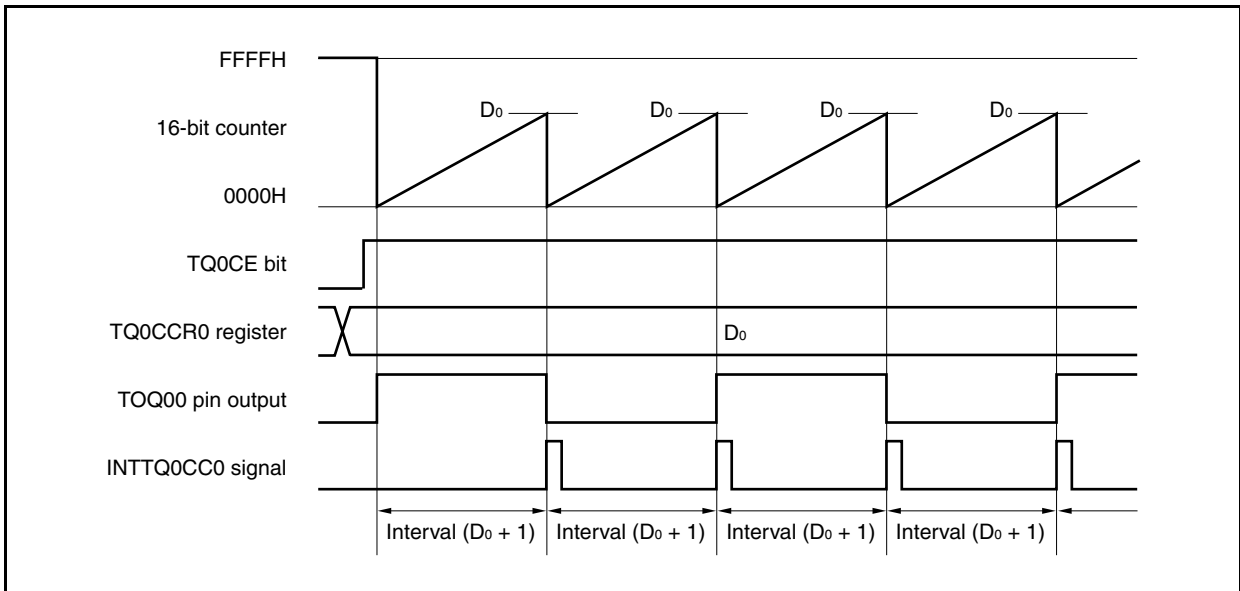 FFFFH
D₀ D₀ D₀ D₀
16-bit counter
0000H
TQ0CE bit
TQ0CCR0 register
D₀
TOQ00 pin output
INTTQ0CC0 signal
Interval (D₀ + 1) Interval (D₀ + 1) Interval (D₀ + 1) Interval (D₀ + 1)